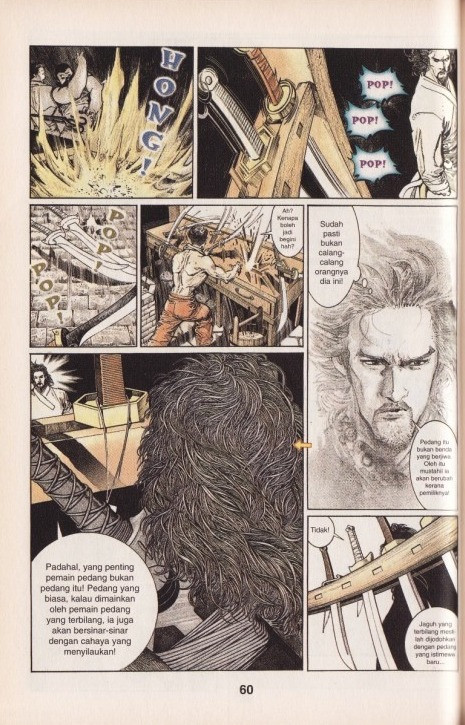 HONG!
POP!
POP!
POP!
POP!
POP!
Ah?
Kenapa
boleh
jadi
begini
hah?
Sudah
pasti
bukan
calang-
calang
orangnya
dia ini!
Pedang itu
bukan benda
yang berjiwa.
Oleh itu
mustahil ia
akan berubah
kerana
pemiliknya!
Padahal, yang penting
pemain pedang bukan
pedang itu! Pedang yang
biasa, kalau dimainkan
oleh pemain pedang
yang terbilang, ia juga
akan bersinar-sinar
dengan cahaya yang
menyilaukan!
Tidak!
Jaguh yang
terbilang mesti-
lah dijodohkan
dengan pedang
yang istimewa
baru...
60